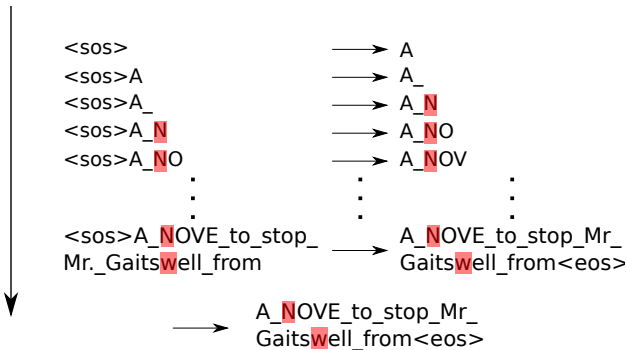 <sos> A
<sos>A A_
<sos>A_ A_N
<sos>A_N A_NO
<sos>A_NO A_NOV
<sos>A_NOVE_to_stop_ A_NOVE_to_stop_Mr_
Mr._Gaitswell_from Gaitswell_from<eos>
A_NOVE_to_stop_Mr_
Gaitswell_from<eos>